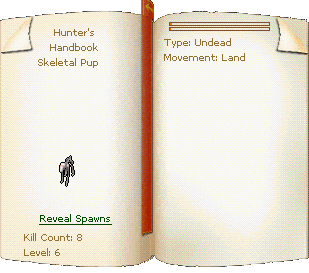 Hunter's
Handbook
Skeletal Pup
Reveal Spawns
Kill Count: 8
Level: 6
Type: Undead
Movement: Land